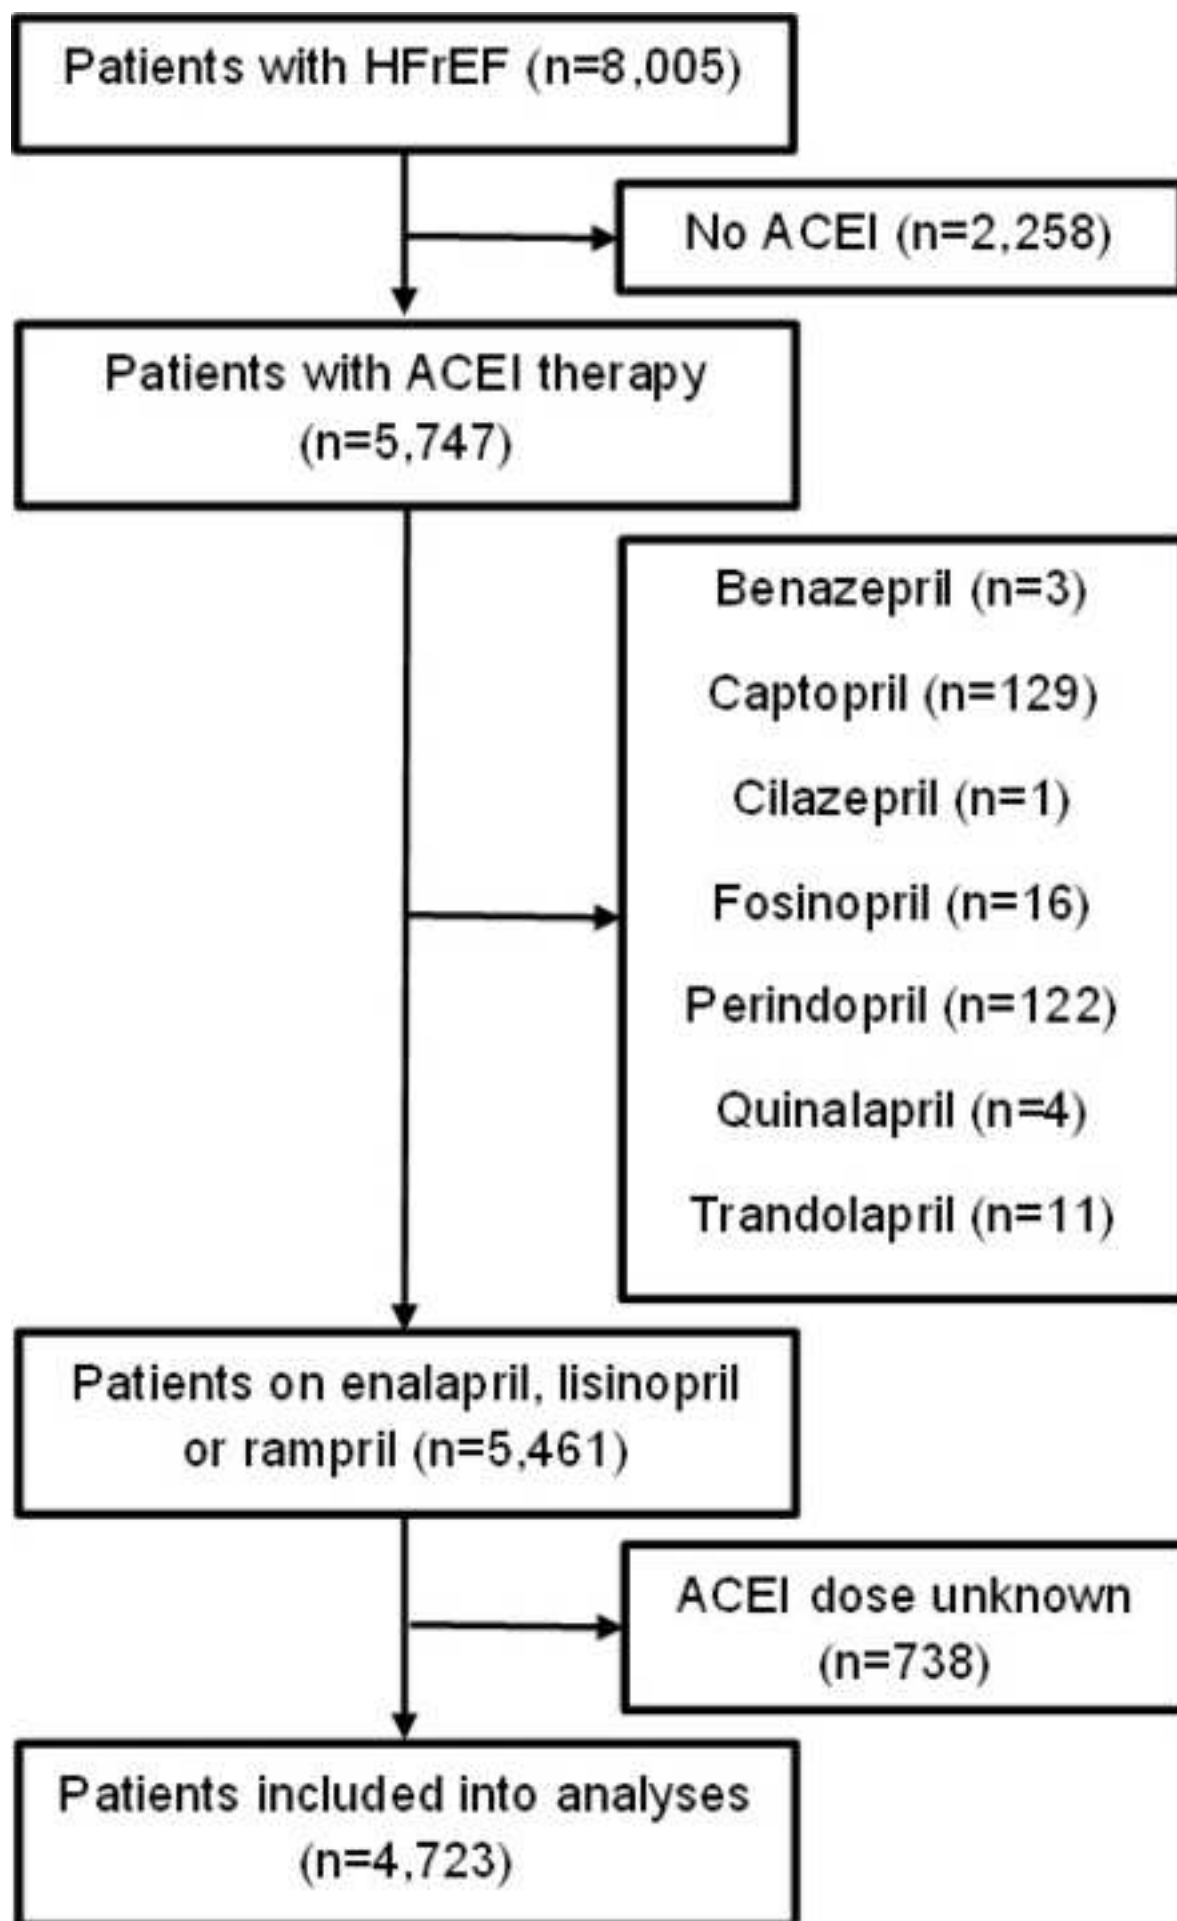 Patients with HFrEF (n=8,005)
No ACEI (n=2,258)
Patients with ACEI therapy
(n=5,747)
Benazepril (n=3)
Captopril (n=129)
Cilazepril (n=1)
Fosinopril (n=16)
Perindopril (n=122)
Quinalapril (n=4)
Trandolapril (n=11)
Patients on enalapril, lisinopril
or rampril (n=5,461)
ACEI dose unknown
(n=738)
Patients included into analyses
(n=4,723)